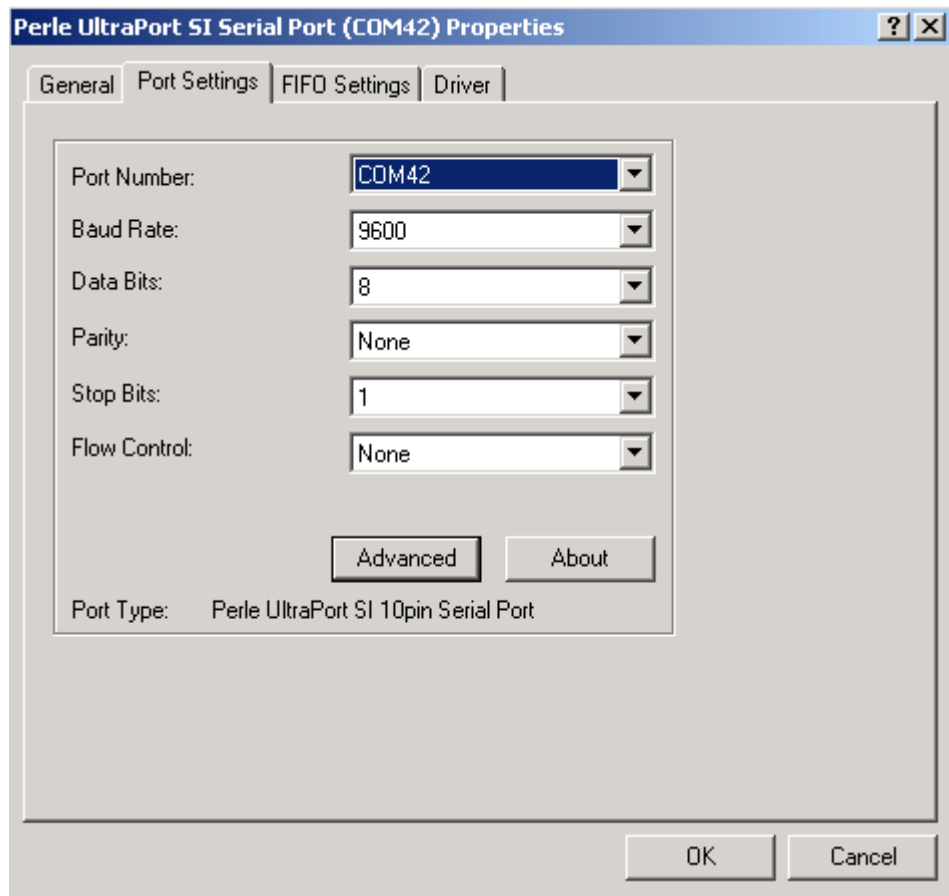 Perle UltraPort SI Serial Port (COM42) Properties
General Port Settings FIFO Settings Driver
Port Number: COM42
Baud Rate: 9600
Data Bits: 8
Parity: None
Stop Bits: 1
Flow Control: None
Advanced About
Port Type: Perle UltraPort SI 10pin Serial Port
OK Cancel